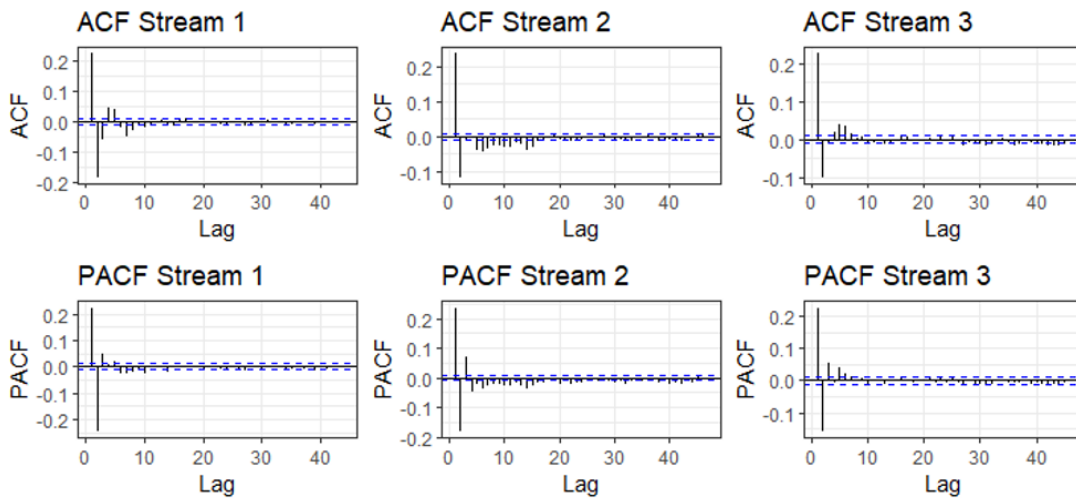 ACF Stream 1
ACF Stream 2
ACF Stream 3
0.2
0.1
0.0
-0.1
-0.2
ACF
0 10 20 30 40
Lag
0.2
0.1
0.0
-0.1
ACF
0 10 20 30 40
Lag
0.2
0.1
0.0
-0.1
ACF
0 10 20 30 40
Lag
PACF Stream 1
PACF Stream 2
PACF Stream 3
0.2
0.1
0.0
-0.1
-0.2
PACF
0 10 20 30 40
Lag
0.2
0.1
0.0
-0.1
-0.2
PACF
0 10 20 30 40
Lag
0.2
0.1
0.0
-0.1
PACF
0 10 20 30 40
Lag